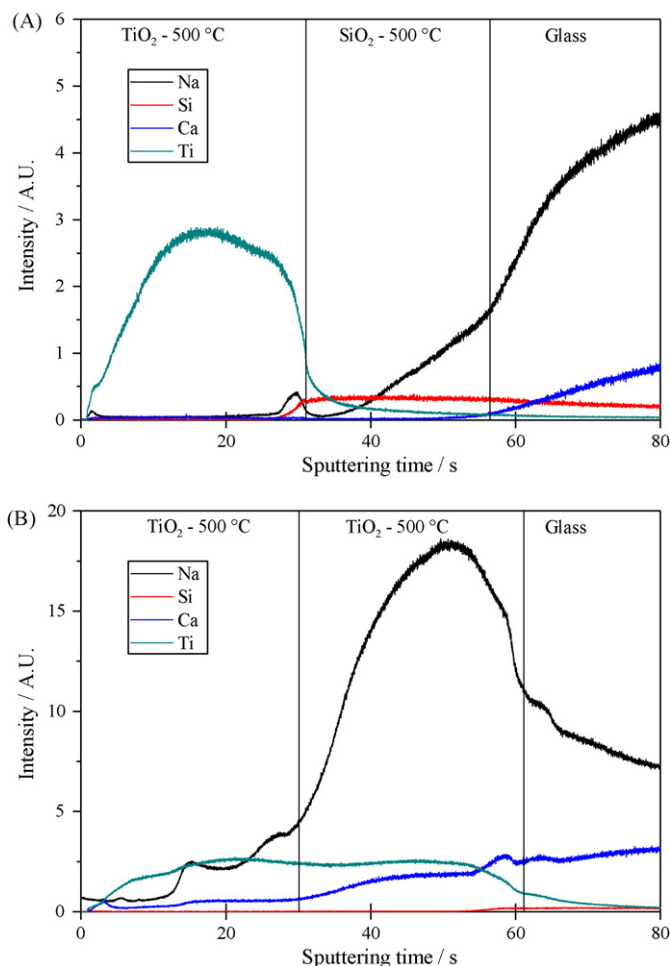 (A)
TiO₂ - 500 °C
SiO₂ - 500 °C
Glass
Na
Si
Ca
Ti
Intensity / A.U.
6
5
4
3
2
1
0
0 20 40 60 80
Sputtering time / s
(B)
TiO₂ - 500 °C
TiO₂ - 500 °C
Glass
Na
Si
Ca
Ti
Intensity / A.U.
20
15
10
5
0
0 20 40 60 80
Sputtering time / s